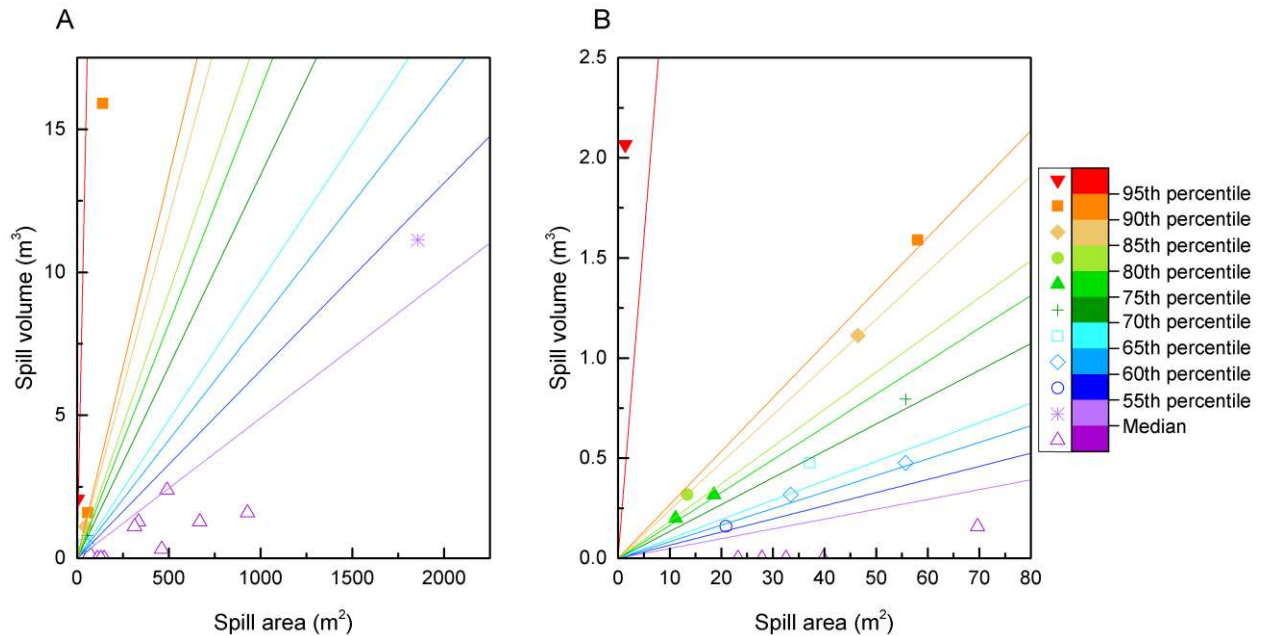 A
Spill volume (m³)
15
10
5
0
0 500 1000 1500 2000
Spill area (m²)
B
Spill volume (m³)
2.5
2.0
1.5
1.0
0.5
0.0
0 10 20 30 40 50 60 70 80
Spill area (m²)
95th percentile
90th percentile
85th percentile
80th percentile
75th percentile
70th percentile
65th percentile
60th percentile
55th percentile
Median